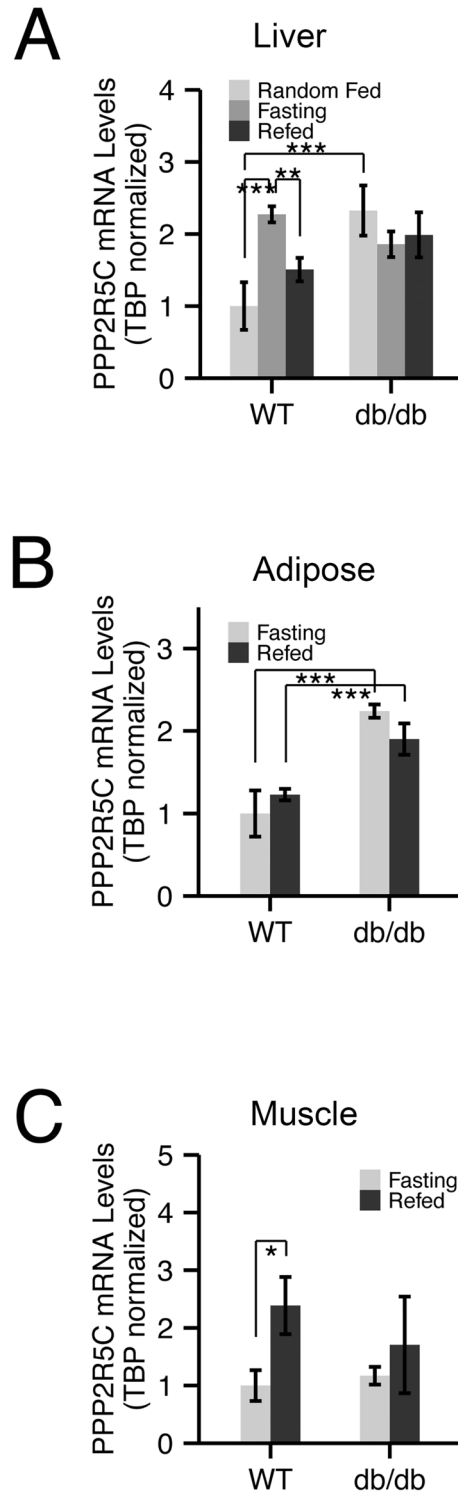 A
Liver
PPP2R5C mRNA Levels
(TBP normalized)
4
3
2
1
0
Random Fed
Fasting
Refed
***
***
**
WT
db/db
B
Adipose
PPP2R5C mRNA Levels
(TBP normalized)
3
2
1
0
Fasting
Refed
***
***
WT
db/db
C
Muscle
PPP2R5C mRNA Levels
(TBP normalized)
5
4
3
2
1
0
Fasting
Refed
*
WT
db/db